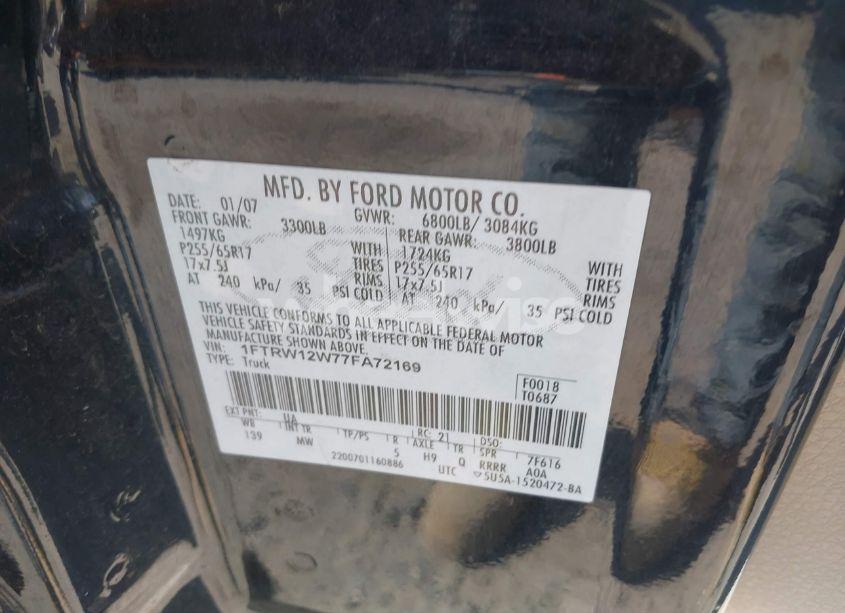 MFD. BY FORD MOTOR CO.
DATE: 01/07 GVWR: 6800LB/ 3084KG
FRONT GAWR: 3300LB REAR GAWR: 3800LB
1497KG WITH 1724KG WITH
P255/65R17 TIRES P255/65R17 TIRES
17x7.5J RIMS 17x7.5J RIMS
AT 240 kPa/ 35 PSI COLD AT 240 kPa/ 35 PSI COLD
THIS VEHICLE CONFORMS TO ALL APPLICABLE FEDERAL MOTOR
VEHICLE SAFETY STANDARDS IN EFFECT ON THE DATE OF
MANUFACTURE SHOWN ABOVE.
VIN: 1FTRW12W77FA72169
TYPE: Truck
F0018
T0687
EXT PNT: UA RC: 2 DSO:
WB INT TR TP/PS R AXLE TR SPR 7F616
139 MW 5 H9 Q RRRR A0A
2200701160886 UTC 5U5A-1520472-BA